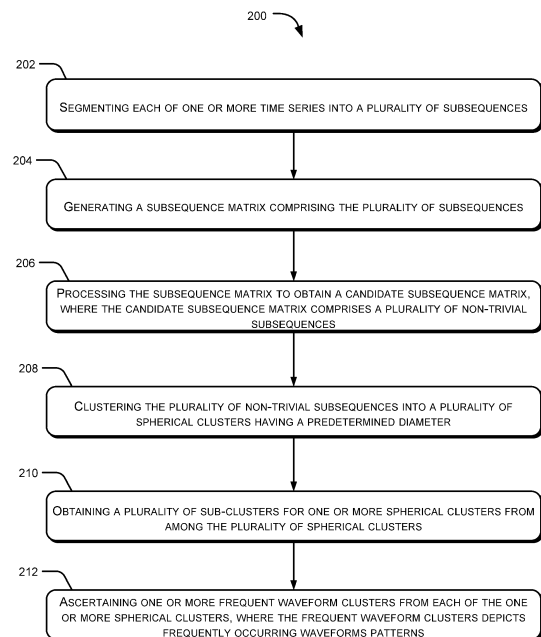 200
202
SEGMENTING EACH OF ONE OR MORE TIME SERIES INTO A PLURALITY OF SUBSEQUENCES
204
GENERATING A SUBSEQUENCE MATRIX COMPRISING THE PLURALITY OF SUBSEQUENCES
206
PROCESSING THE SUBSEQUENCE MATRIX TO OBTAIN A CANDIDATE SUBSEQUENCE MATRIX,
WHERE THE CANDIDATE SUBSEQUENCE MATRIX COMPRISES A PLURALITY OF NON-TRIVIAL
SUBSEQUENCES
208
CLUSTERING THE PLURALITY OF NON-TRIVIAL SUBSEQUENCES INTO A PLURALITY OF
SPHERICAL CLUSTERS HAVING A PREDETERMINED DIAMETER
210
OBTAINING A PLURALITY OF SUB-CLUSTERS FOR ONE OR MORE SPHERICAL CLUSTERS FROM
AMONG THE PLURALITY OF SPHERICAL CLUSTERS
212
ASCERTAINING ONE OR MORE FREQUENT WAVEFORM CLUSTERS FROM EACH OF THE ONE
OR MORE SPHERICAL CLUSTERS, WHERE THE FREQUENT WAVEFORM CLUSTERS DEPICTS
FREQUENTLY OCCURRING WAVEFORMS PATTERNS